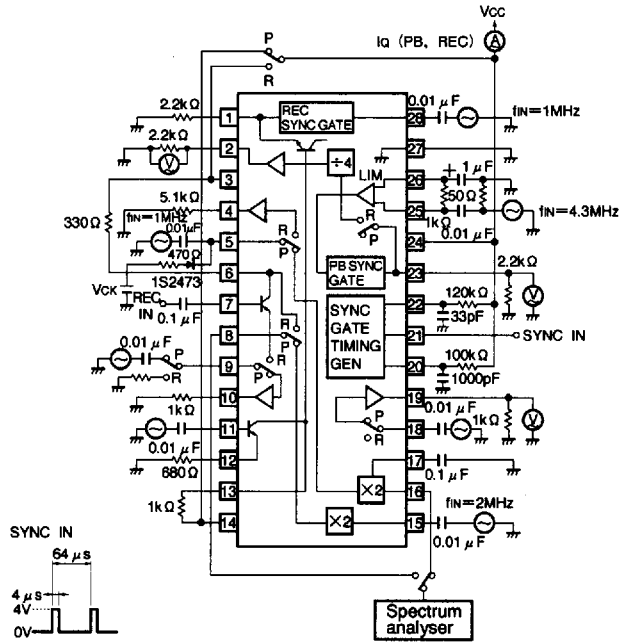 Vcc
IQ (PB, REC)
A
P
R
0.01 μF
fIN=1MHz
2.2kΩ
1
REC
SYNC GATE
28
2.2kΩ
2
27
V
÷4
3
LIM
26
+
1 μF
50Ω
5.1kΩ
4
25
1kΩ
0.01 μF
fIN=4.3MHz
330Ω
fIN=1MHz
0.01μF
5
R
P
R
P
24
470Ω
6
PB SYNC
GATE
23
2.2kΩ
V
VCK
1S2473
REC
IN
0.1 μF
7
SYNC
GATE
TIMING
GEN
22
120kΩ
33pF
8
R
P
21
SYNC IN
0.01 μF
P
R
9
R
P
20
100kΩ
1000pF
10
1kΩ
19
0.01 μF
1kΩ
V
11
P
R
18
0.01 μF
12
680Ω
17
0.1 μF
13
1kΩ
×2
16
14
×2
15
fIN=2MHz
0.01 μF
SYNC IN
64 μs
4 μs
4V
0V
Spectrum
analyser